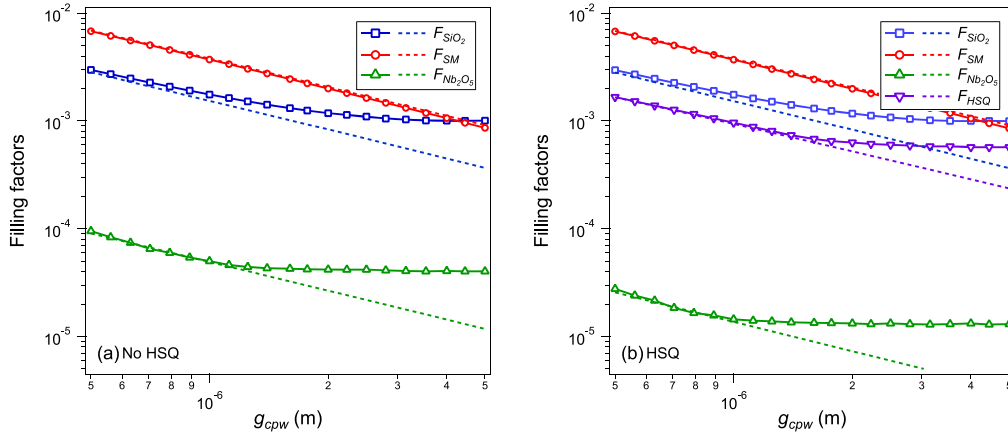 10⁻²
10⁻³
10⁻⁴
10⁻⁵
Filling factors
F_SiO₂
F_SM
F_Nb₂O₅
(a) No HSQ
5 6 7 8 9 2 3 4 5
10⁻⁶
g_cpw (m)
10⁻²
10⁻³
10⁻⁴
10⁻⁵
Filling factors
F_SiO₂
F_SM
F_Nb₂O₅
F_HSQ
(b) HSQ
5 6 7 8 9 2 3 4 5
10⁻⁶
g_cpw (m)